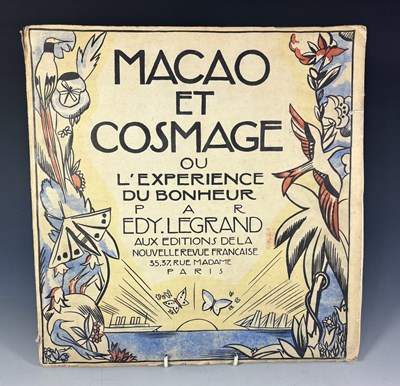 MACAO
ET
COSMAGE
OU
L'EXPERIENCE
DU BONHEUR
PAR
EDY.LEGRAND
AUX EDITIONS DE LA
NOUVELLE REVUE FRANÇAISE
35.37, RUE MADAME
PARIS